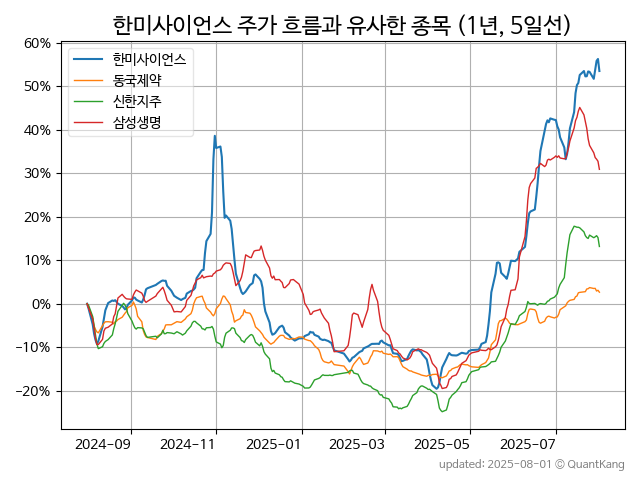 한미사이언스 주가 흐름과 유사한 종목 (1년, 5일선)
60%
50%
40%
30%
20%
10%
0%
−10%
−20%
한미사이언스
동국제약
신한지주
삼성생명
2024-09
2024-11
2025-01
2025-03
2025-05
2025-07
updated: 2025-08-01 © QuantKang